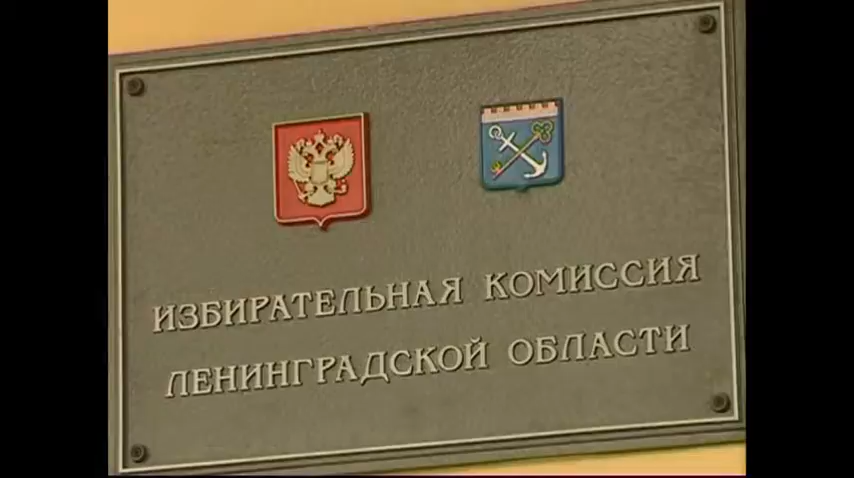 ИЗБИРАТЕЛЬНАЯ КОМИССИЯ
ЛЕНИНГРАДСКОЙ ОБЛАСТИ